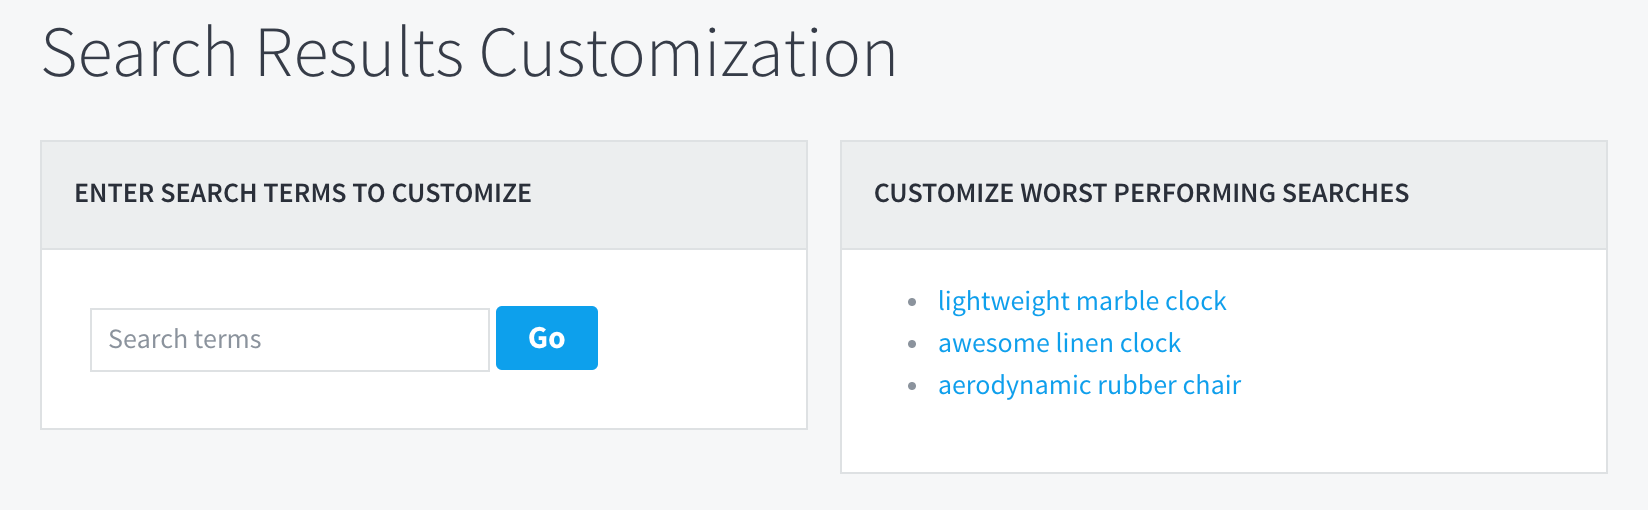 Search Results Customization
ENTER SEARCH TERMS TO CUSTOMIZE
Search terms
Go
CUSTOMIZE WORST PERFORMING SEARCHES
lightweight marble clock
awesome linen clock
aerodynamic rubber chair